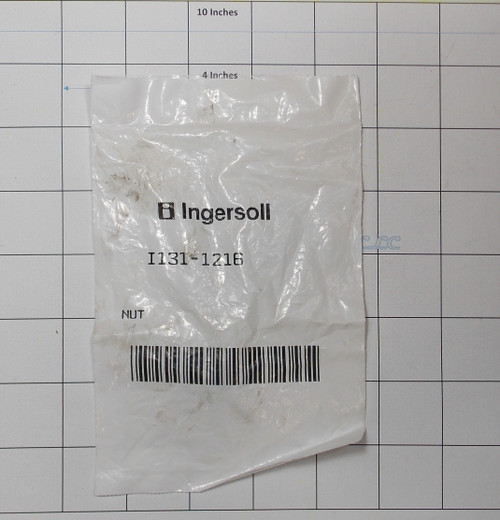 10 Inches
4 Inches
Ingersoll
I131-1216
NUT